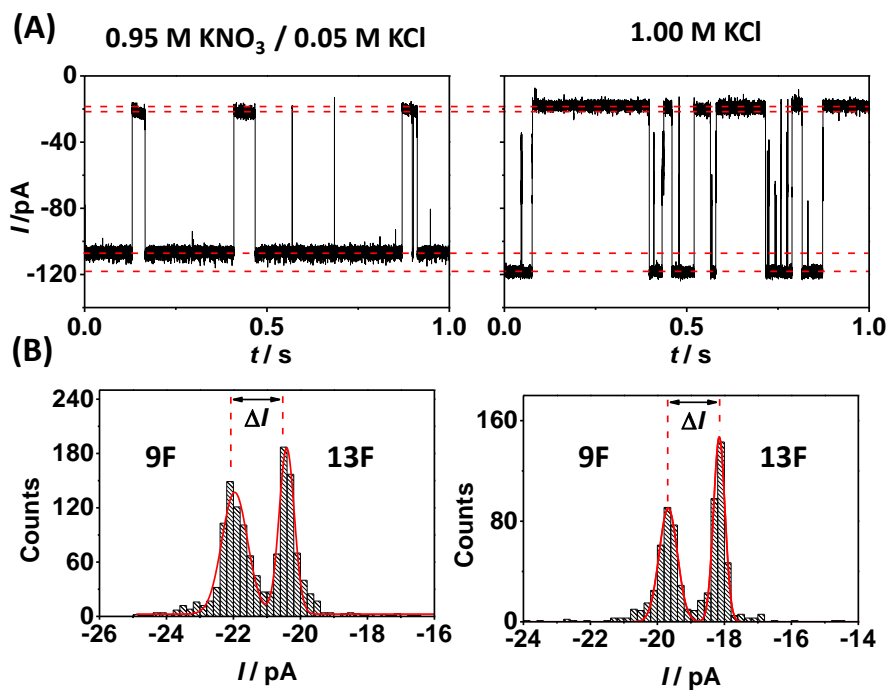 (A)
0.95 M KNO₃ / 0.05 M KCl
1.00 M KCl
I/pA
0
-40
-80
-120
0.0 0.5 1.0
0.0 0.5 1.0
t / s
t / s
(B)
Counts
240
180
120
60
0
ΔI
9F
13F
-26 -24 -22 -20 -18 -16
I / pA
Counts
160
80
0
ΔI
9F
13F
-24 -22 -20 -18 -16 -14
I / pA